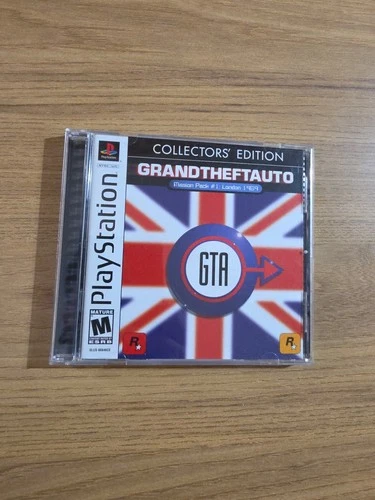 COLLECTORS' EDITION
GRANDTHEFTAUTO
Mission Pack #1: London 1969
PlayStation
GTA
MATURE
M
ESRB
R
R